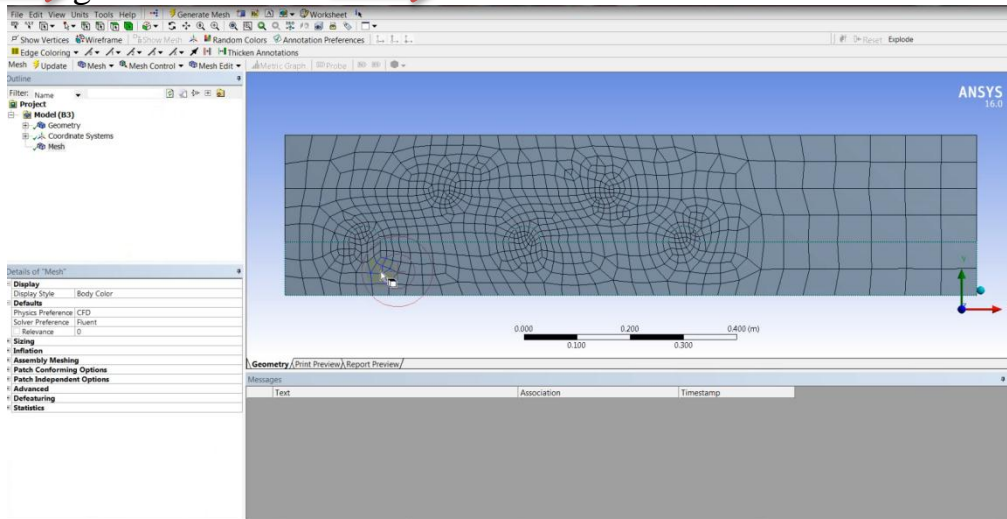 File Edit View Units Tools Help Generate Mesh Worksheet
Show Vertices Wireframe Show Mesh Random Colors Annotation Preferences Reset Explode
Edge Coloring Thicken Annotations
Mesh Update Mesh Mesh Control Mesh Edit Metric Graph Probe
Outline
Filter: Name
Project
Model (B3)
Geometry
Coordinate Systems
Mesh
ANSYS
16.0
Y
0.000 0.200 0.400 (m)
0.100 0.300
Details of "Mesh"
Display
Display Style Body Color
Defaults
Physics Preference CFD
Solver Preference Fluent
Relevance 0
Sizing
Inflation
Assembly Meshing
Patch Conforming Options
Patch Independent Options
Advanced
Defeaturing
Statistics
Geometry Print Preview Report Preview
Messages
Text Association Timestamp